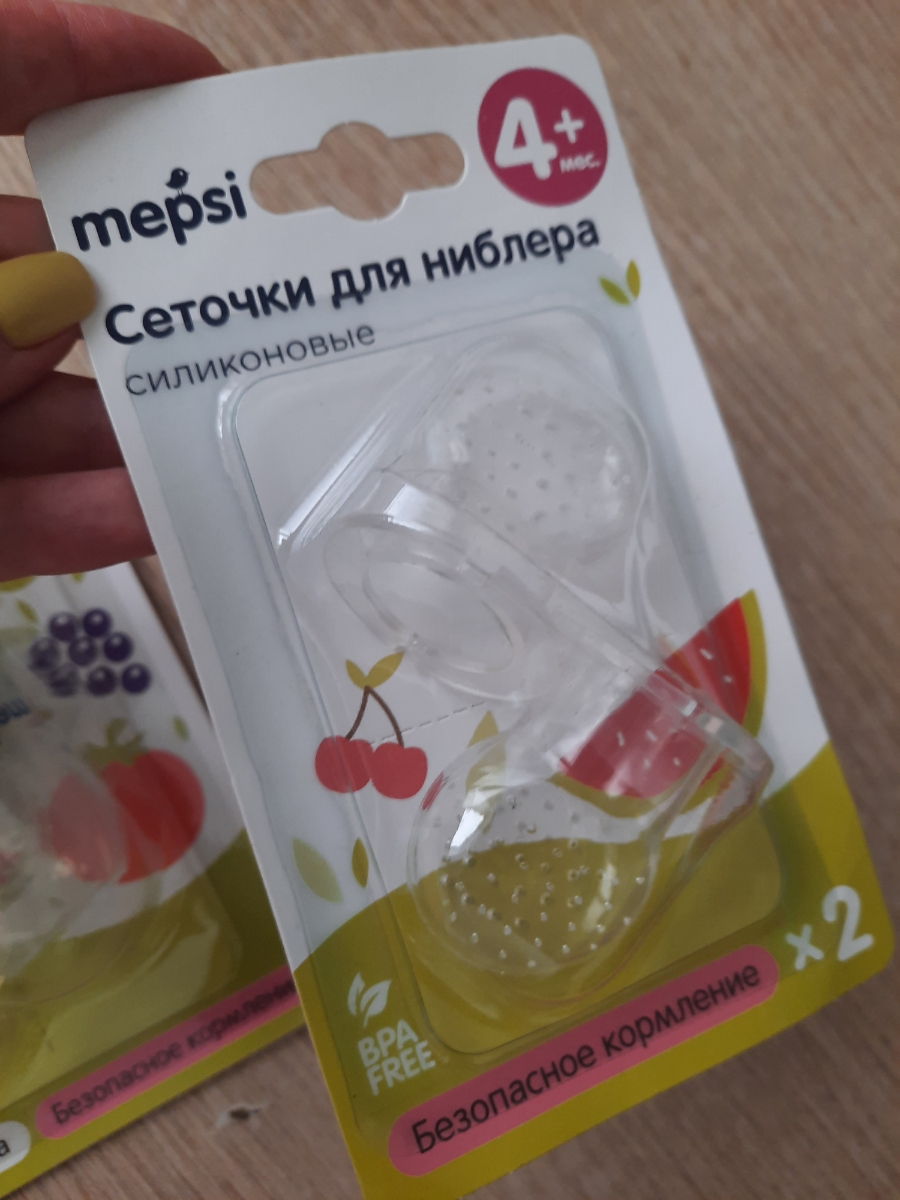 4+
мес.
mepsi
Сеточки для ниблера
силиконовые
x2
BPA
FREE
Безопасное кормление
Безопасное кормление